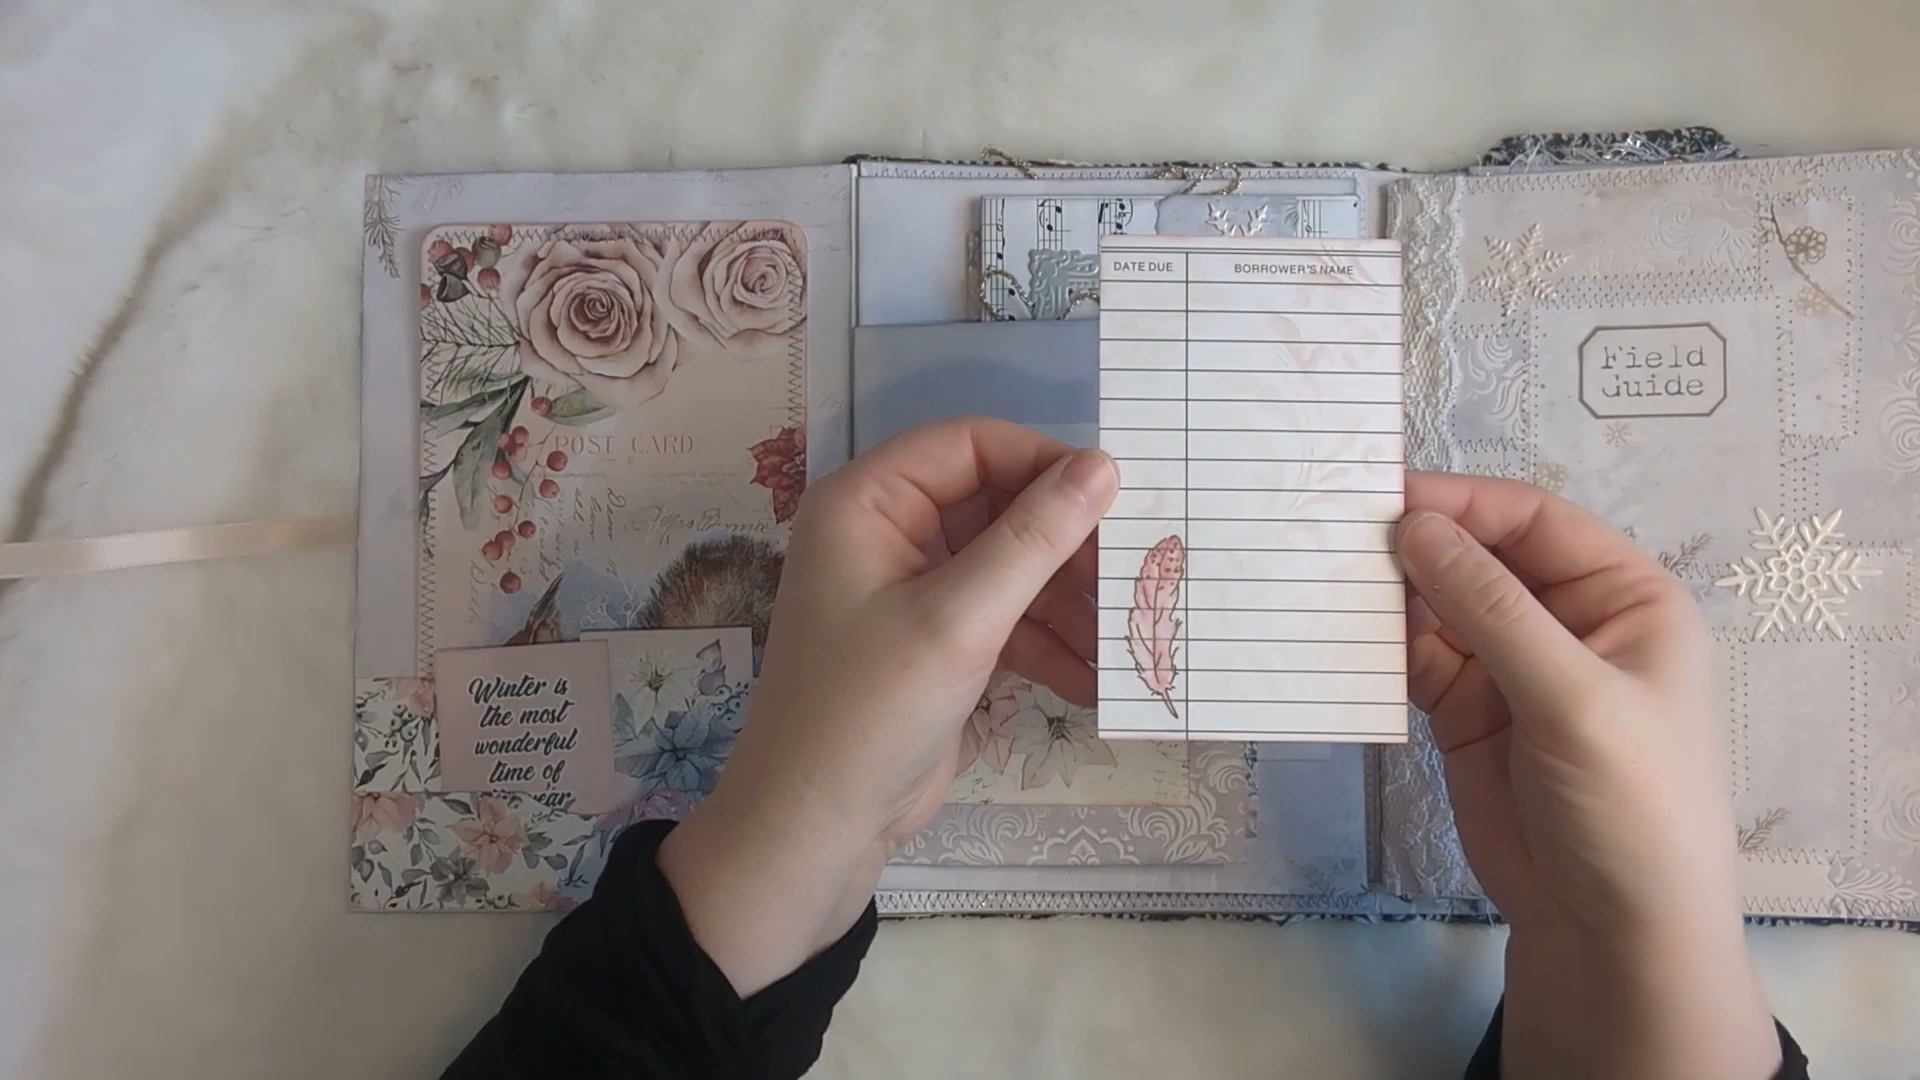 POST CARD
Winter is
the most
wonderful
time of
DATE DUE
BORROWER'S NAME
Field
Guide